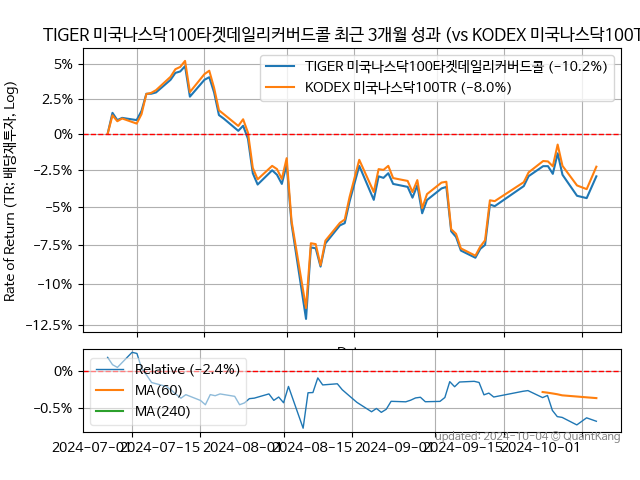 TIGER 미국나스닥100타겟데일리커버드콜 최근 3개월 성과 (vs KODEX 미국나스닥100T
Rate of Return (TR: 배당재투자, Log)
5%
2.5%
0%
−2.5%
−5%
−7.5%
−10%
−12.5%
TIGER 미국나스닥100타겟데일리커버드콜 (−10.2%)
KODEX 미국나스닥100TR (−8.0%)
0%
−0.5%
Relative (−2.4%)
MA(60)
MA(240)
updated: 2024-10-04 © QuantKang
2024-07-01 2024-07-15 2024-08-01 2024-08-15 2024-09-01 2024-09-15 2024-10-01